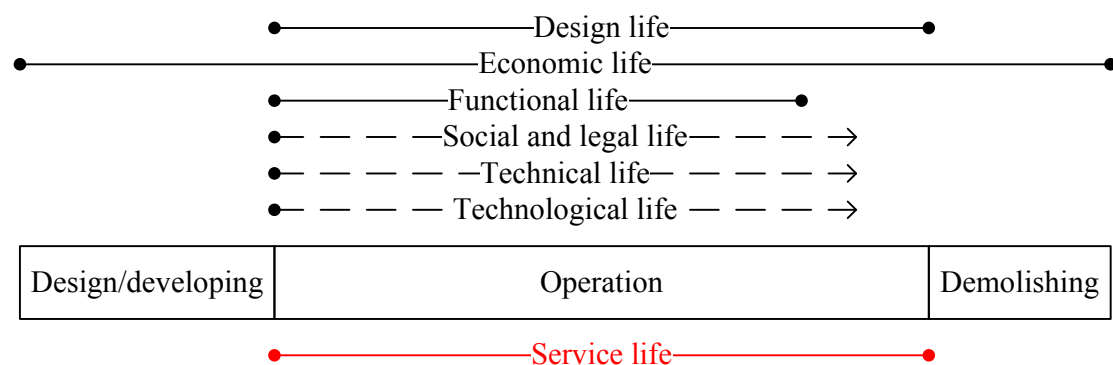 Design life
Economic life
Functional life
Social and legal life
Technical life
Technological life
Design/developing
Operation
Demolishing
Service life